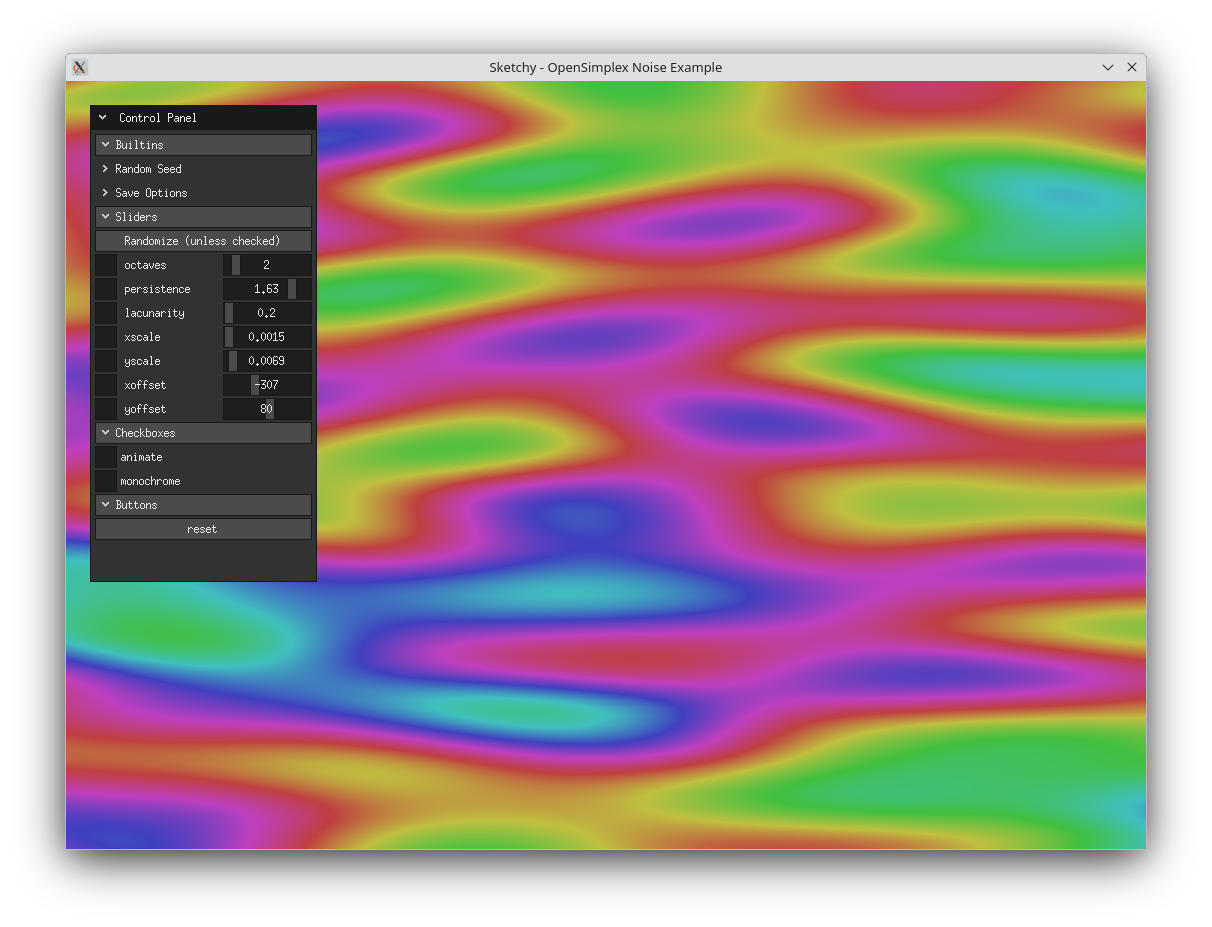 Sketchy - OpenSimplex Noise Example
Control Panel
Builtins
Random Seed
Save Options
Sliders
Randomize (unless checked)
octaves 2
persistence 1.63
lacunarity 0.2
xscale 0.0015
yscale 0.0069
xoffset -307
yoffset 80
Checkboxes
animate
monochrome
Buttons
reset